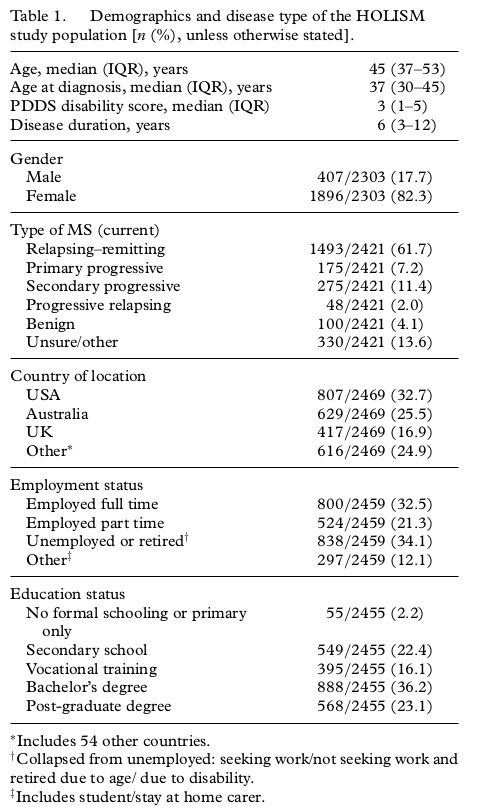 Table 1. Demographics and disease type of the HOLISM
study population [n (%), unless otherwise stated].
Age, median (IQR), years 45 (37–53)
Age at diagnosis, median (IQR), years 37 (30–45)
PDDS disability score, median (IQR) 3 (1–5)
Disease duration, years 6 (3–12)
Gender
Male 407/2303 (17.7)
Female 1896/2303 (82.3)
Type of MS (current)
Relapsing–remitting 1493/2421 (61.7)
Primary progressive 175/2421 (7.2)
Secondary progressive 275/2421 (11.4)
Progressive relapsing 48/2421 (2.0)
Benign 100/2421 (4.1)
Unsure/other 330/2421 (13.6)
Country of location
USA 807/2469 (32.7)
Australia 629/2469 (25.5)
UK 417/2469 (16.9)
Other* 616/2469 (24.9)
Employment status
Employed full time 800/2459 (32.5)
Employed part time 524/2459 (21.3)
Unemployed or retired† 838/2459 (34.1)
Other‡ 297/2459 (12.1)
Education status
No formal schooling or primary 55/2455 (2.2)
only
Secondary school 549/2455 (22.4)
Vocational training 395/2455 (16.1)
Bachelor's degree 888/2455 (36.2)
Post-graduate degree 568/2455 (23.1)
*Includes 54 other countries.
†Collapsed from unemployed: seeking work/not seeking work and
retired due to age/ due to disability.
‡Includes student/stay at home carer.